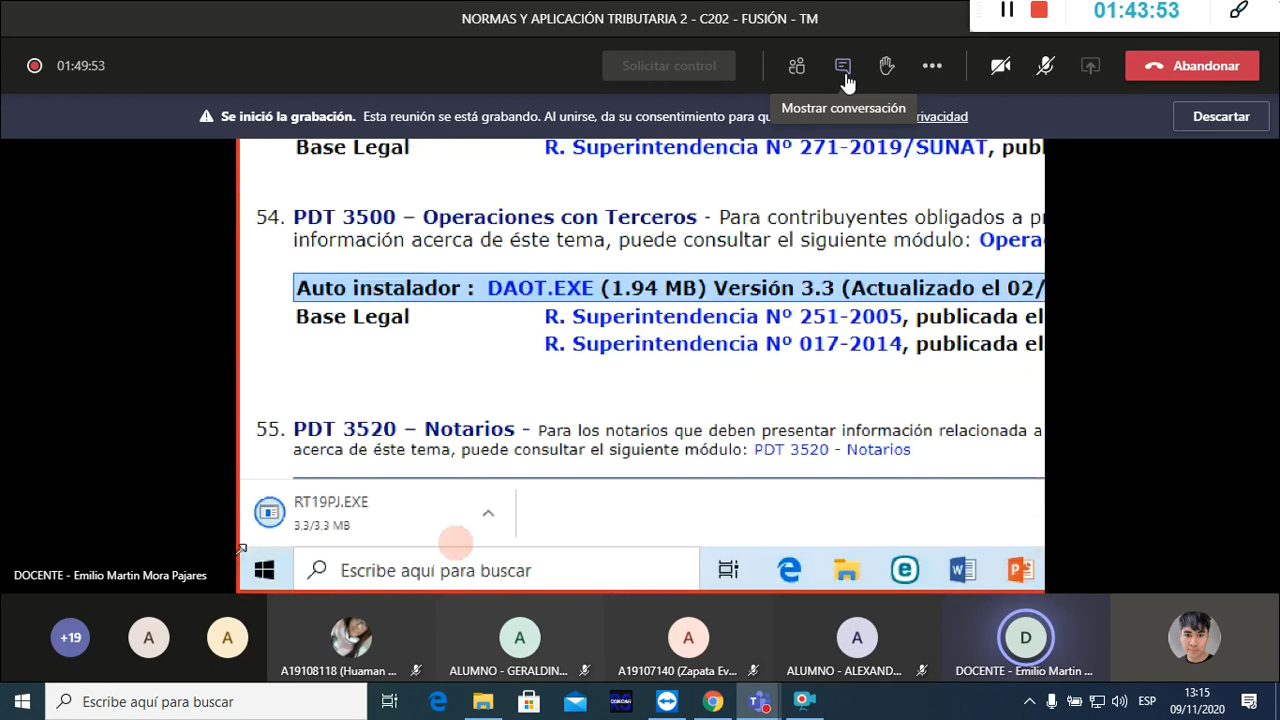 NORMAS Y APLICACIÓN TRIBUTARIA 2 - C202 - FUSIÓN - TM
01:43:53
01:49:53
Solicitar control
Abandonar
Mostrar conversación
Se inició la grabación. Esta reunión se está grabando. Al unirse, da su consentimiento para qu
rivacidad
Descartar
Base Legal R. Superintendencia Nº 271-2019/SUNAT, publ
54. PDT 3500 – Operaciones con Terceros - Para contribuyentes obligados a pr
información acerca de éste tema, puede consultar el siguiente módulo: Opera
Auto instalador : DAOT.EXE (1.94 MB) Versión 3.3 (Actualizado el 02/
Base Legal R. Superintendencia Nº 251-2005, publicada el
R. Superintendencia Nº 017-2014, publicada el
55. PDT 3520 – Notarios - Para los notarios que deben presentar información relacionada a
acerca de éste tema, puede consultar el siguiente módulo: PDT 3520 - Notarios
RT19PJ.EXE
3,3/3,3 MB
Escribe aquí para buscar
DOCENTE - Emilio Martin Mora Pajares
+19
A
A
A
A
A
D
A19108118 (Huaman ...
ALUMNO - GERALDIN...
A19107140 (Zapata Ev...
ALUMNO - ALEXAND...
DOCENTE - Emilio Martin ...
Escribe aquí para buscar
ESP
13:15
09/11/2020